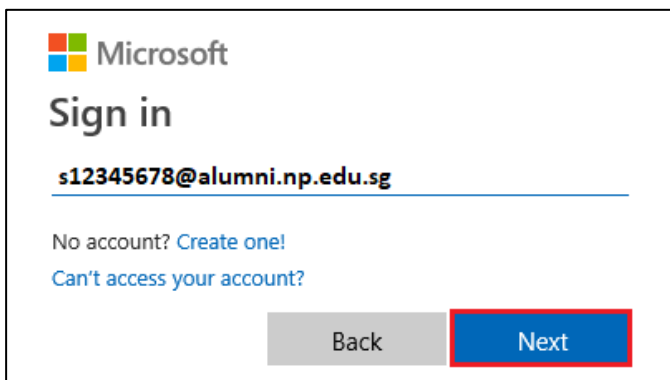 Microsoft
Sign in
s12345678@alumni.np.edu.sg
No account? Create one!
Can't access your account?
Back Next